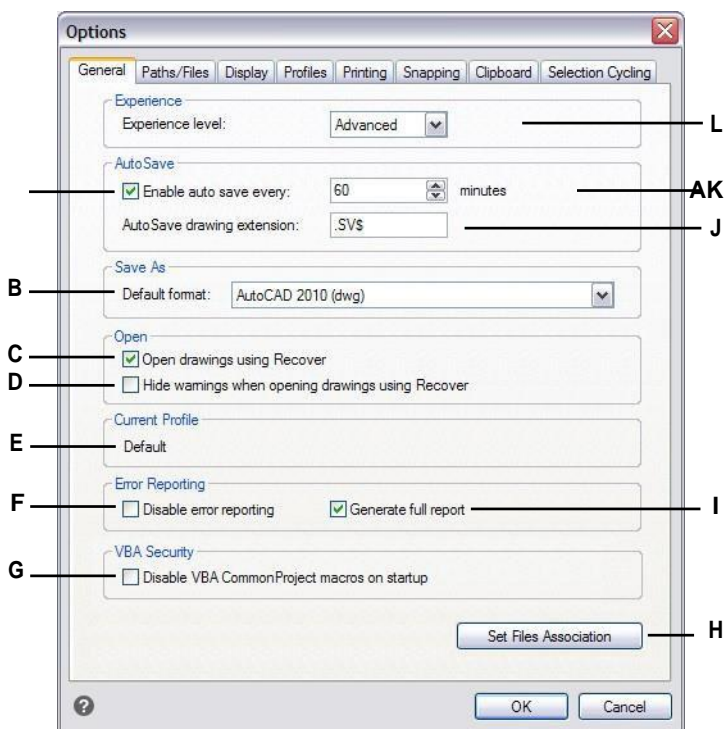 Options
General Paths/Files Display Profiles Printing Snapping Clipboard Selection Cycling
Experience
Experience level: Advanced L
AutoSave
Enable auto save every: 60 minutes AK
AutoSave drawing extension: .SV$ J
Save As
B Default format: AutoCAD 2010 (dwg)
Open
C Open drawings using Recover
D Hide warnings when opening drawings using Recover
Current Profile
E Default
Error Reporting
F Disable error reporting Generate full report I
VBA Security
G Disable VBA CommonProject macros on startup
Set Files Association H
? OK Cancel